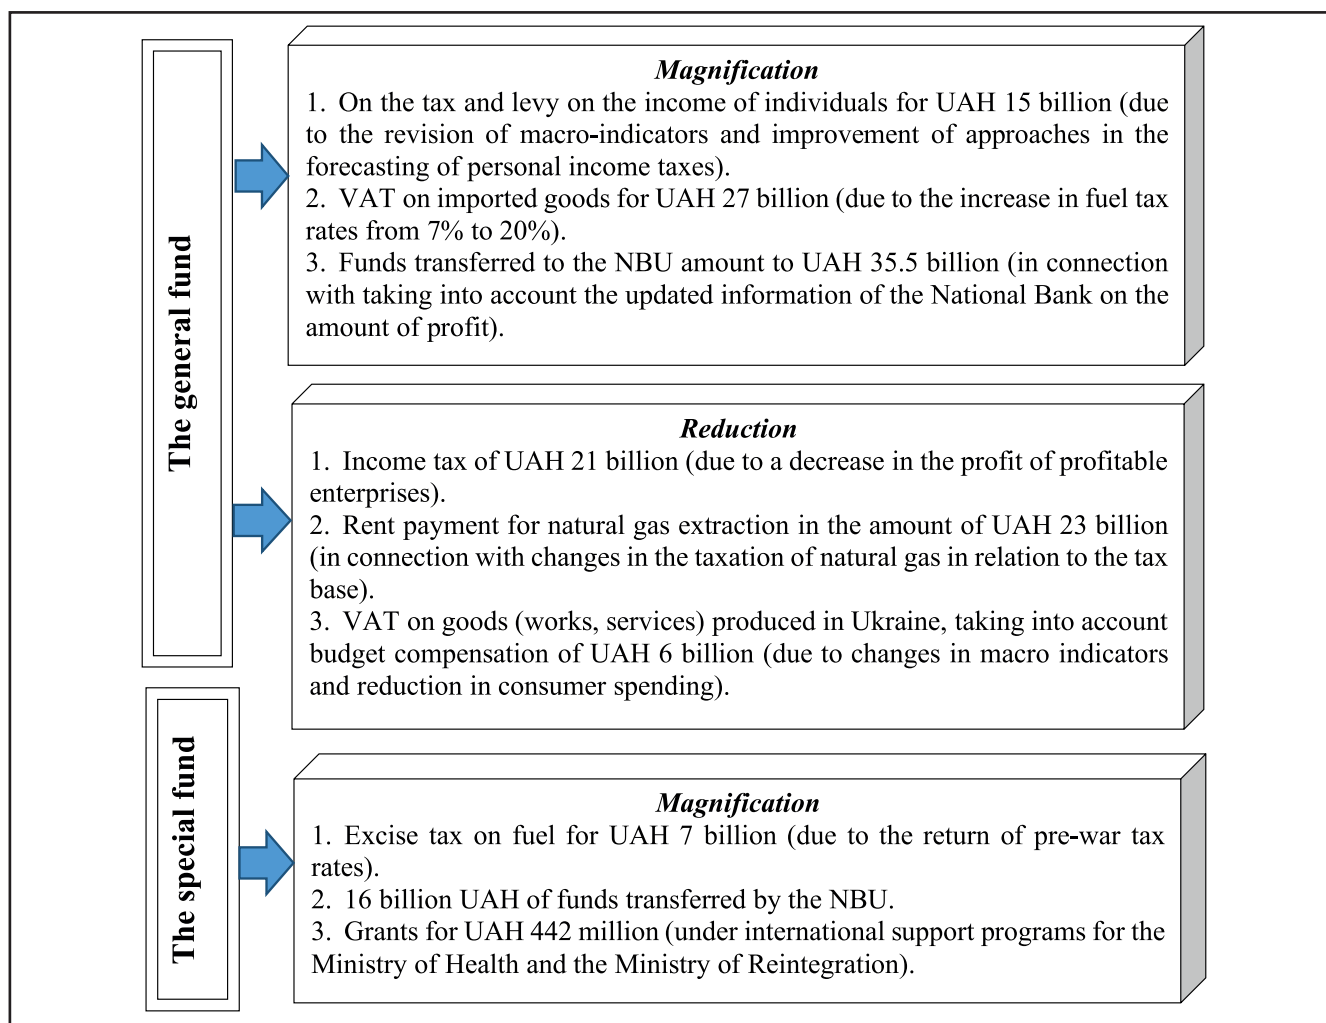 The general fund
Magnification
1. On the tax and levy on the income of individuals for UAH 15 billion (due
to the revision of macro-indicators and improvement of approaches in the
forecasting of personal income taxes).
2. VAT on imported goods for UAH 27 billion (due to the increase in fuel tax
rates from 7% to 20%).
3. Funds transferred to the NBU amount to UAH 35.5 billion (in connection
with taking into account the updated information of the National Bank on the
amount of profit).
Reduction
1. Income tax of UAH 21 billion (due to a decrease in the profit of profitable
enterprises).
2. Rent payment for natural gas extraction in the amount of UAH 23 billion
(in connection with changes in the taxation of natural gas in relation to the tax
base).
3. VAT on goods (works, services) produced in Ukraine, taking into account
budget compensation of UAH 6 billion (due to changes in macro indicators
and reduction in consumer spending).
The special fund
Magnification
1. Excise tax on fuel for UAH 7 billion (due to the return of pre-war tax
rates).
2. 16 billion UAH of funds transferred by the NBU.
3. Grants for UAH 442 million (under international support programs for the
Ministry of Health and the Ministry of Reintegration).